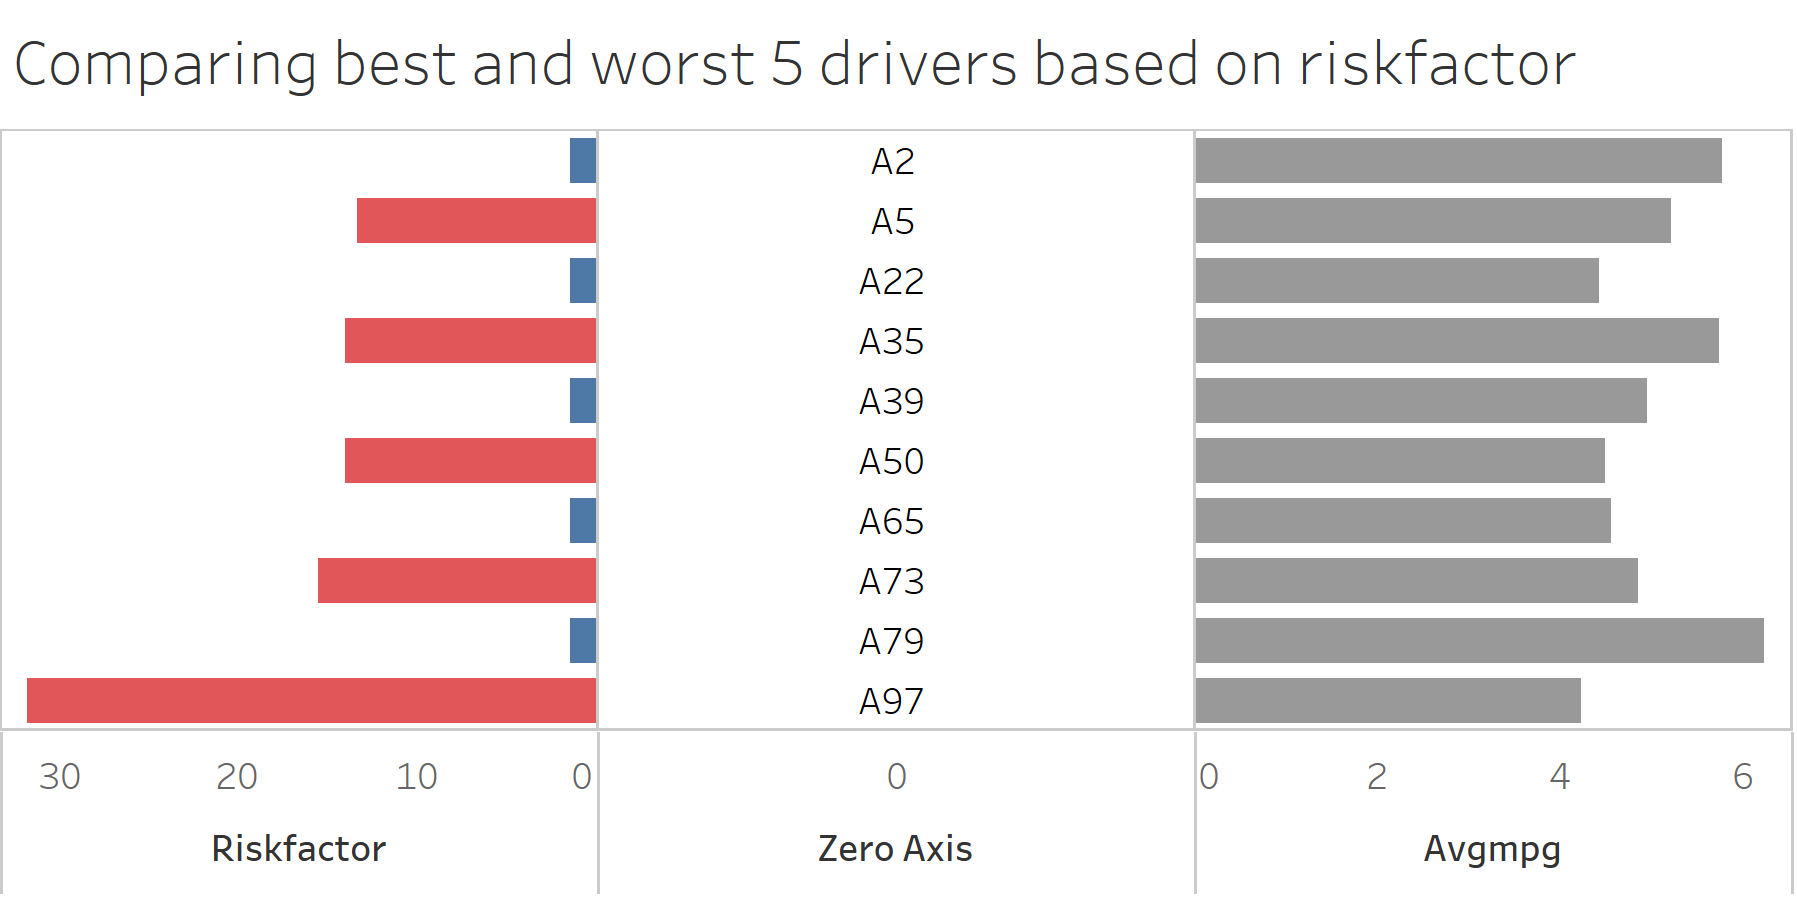 Comparing best and worst 5 drivers based on riskfactor
A2
A5
A22
A35
A39
A50
A65
A73
A79
A97
30 20 10 0 0 0 2 4 6
Riskfactor Zero Axis Avgmpg